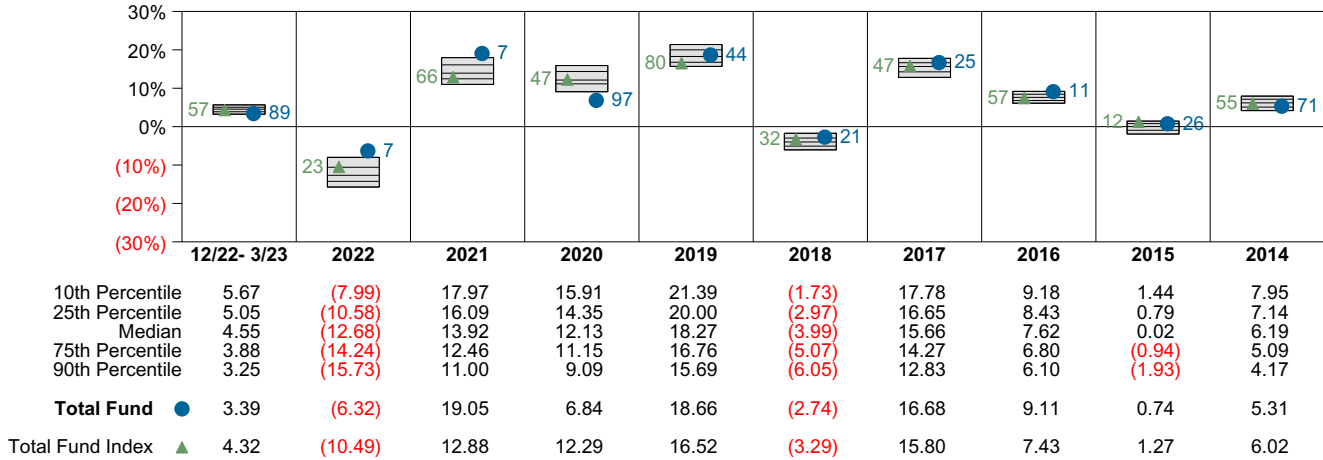 30%
20%
10%
0%
(10%)
(20%)
(30%)
57 89 23 7 66 7 47 97 80 44 32 21 47 25 57 11 12 26 55 71
12/22- 3/23 2022 2021 2020 2019 2018 2017 2016 2015 2014
10th Percentile 5.67 (7.99) 17.97 15.91 21.39 (1.73) 17.78 9.18 1.44 7.95
25th Percentile 5.05 (10.58) 16.09 14.35 20.00 (2.97) 16.65 8.43 0.79 7.14
Median 4.55 (12.68) 13.92 12.13 18.27 (3.99) 15.66 7.62 0.02 6.19
75th Percentile 3.88 (14.24) 12.46 11.15 16.76 (5.07) 14.27 6.80 (0.94) 5.09
90th Percentile 3.25 (15.73) 11.00 9.09 15.69 (6.05) 12.83 6.10 (1.93) 4.17
Total Fund 3.39 (6.32) 19.05 6.84 18.66 (2.74) 16.68 9.11 0.74 5.31
Total Fund Index 4.32 (10.49) 12.88 12.29 16.52 (3.29) 15.80 7.43 1.27 6.02